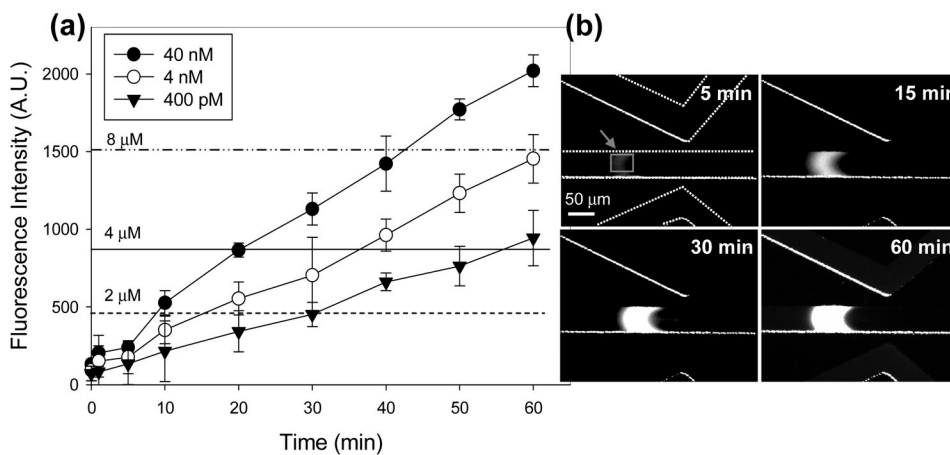 (a)
40 nM
4 nM
400 pM
8 μM
4 μM
2 μM
2000
1500
1000
500
0
0 10 20 30 40 50 60
Fluorescence Intensity (A.U.)
Time (min)
(b)
5 min
15 min
50 μm
30 min
60 min